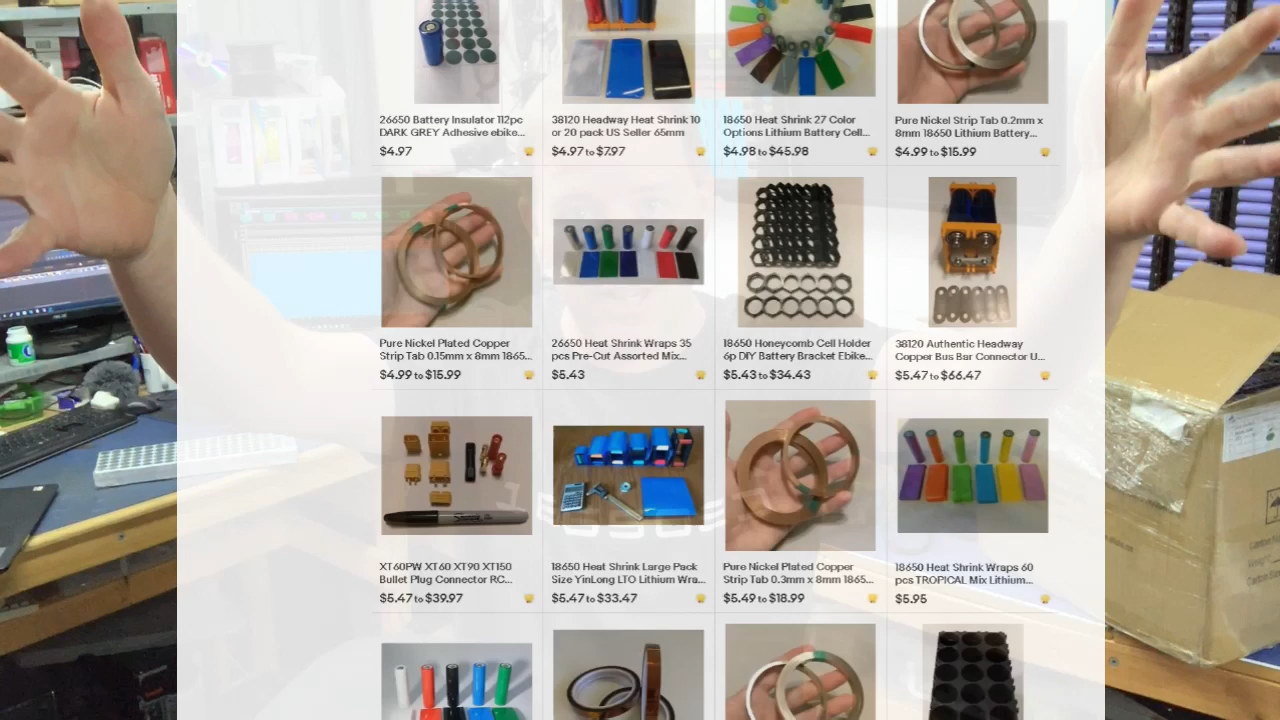 26650 Battery Insulator 112pc
DARK GREY Adhesive ebike...
$4.97
38120 Headway Heat Shrink 10
or 20 pack US Seller 65mm
$4.97 to $7.97
18650 Heat Shrink 27 Color
Options Lithium Battery Cell...
$4.98 to $45.98
Pure Nickel Strip Tab 0.2mm x
8mm 18650 Lithium Battery...
$4.99 to $15.99
Pure Nickel Plated Copper
Strip Tab 0.15mm x 8mm 1865...
$4.99 to $15.99
26650 Heat Shrink Wraps 35
pcs Pre-Cut Assorted Mix...
$5.43
18650 Honeycomb Cell Holder
6p DIY Battery Bracket Ebike...
$5.43 to $34.43
38120 Authentic Headway
Copper Bus Bar Connector U...
$5.47 to $66.47
XT60PW XT60 XT90 XT150
Bullet Plug Connector RC...
$5.47 to $39.97
18650 Heat Shrink Large Pack
Size YinLong LTO Lithium Wra...
$5.47 to $33.47
Pure Nickel Plated Copper
Strip Tab 0.3mm x 8mm 1865...
$5.49 to $18.99
18650 Heat Shrink Wraps 60
pcs TROPICAL Mix Lithium...
$5.95